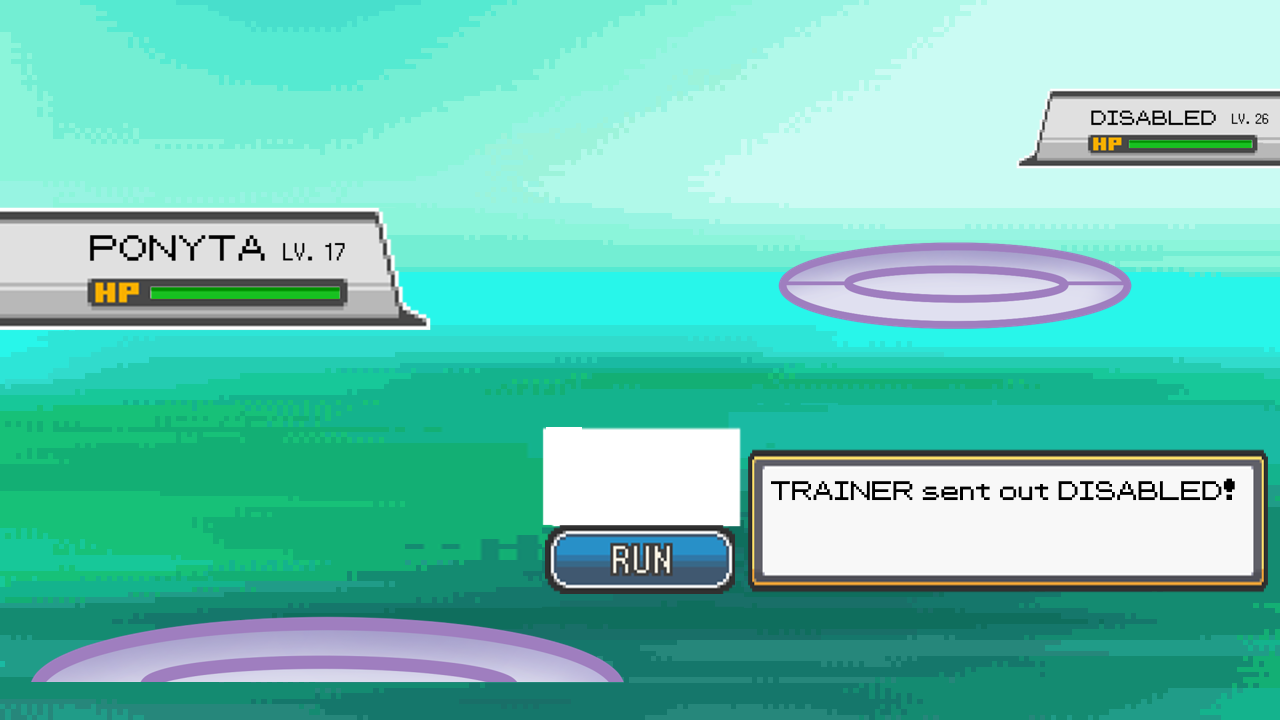 DISABLED LV. 26
HP
PONYTA LV. 17
HP
TRAINER sent out DISABLED!
RUN